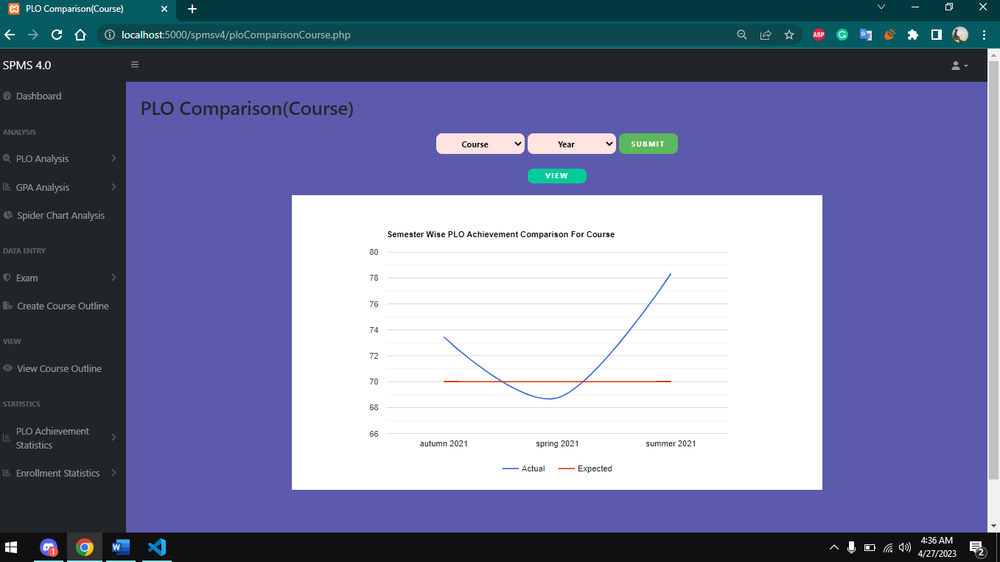 PLO Comparison(Course)
localhost:5000/spmsv4/ploComparisonCourse.php
ABP
G
SPMS 4.0
Dashboard
ANALYSIS
PLO Analysis
GPA Analysis
Spider Chart Analysis
DATA ENTRY
Exam
Create Course Outline
VIEW
View Course Outline
STATISTICS
PLO Achievement
Statistics
Enrollment Statistics
PLO Comparison(Course)
Course
Year
SUBMIT
VIEW
Semester Wise PLO Achievement Comparison For Course
80
78
76
74
72
70
68
66
autumn 2021
spring 2021
summer 2021
Actual
Expected
1
W
4:36 AM
4/27/2023
2